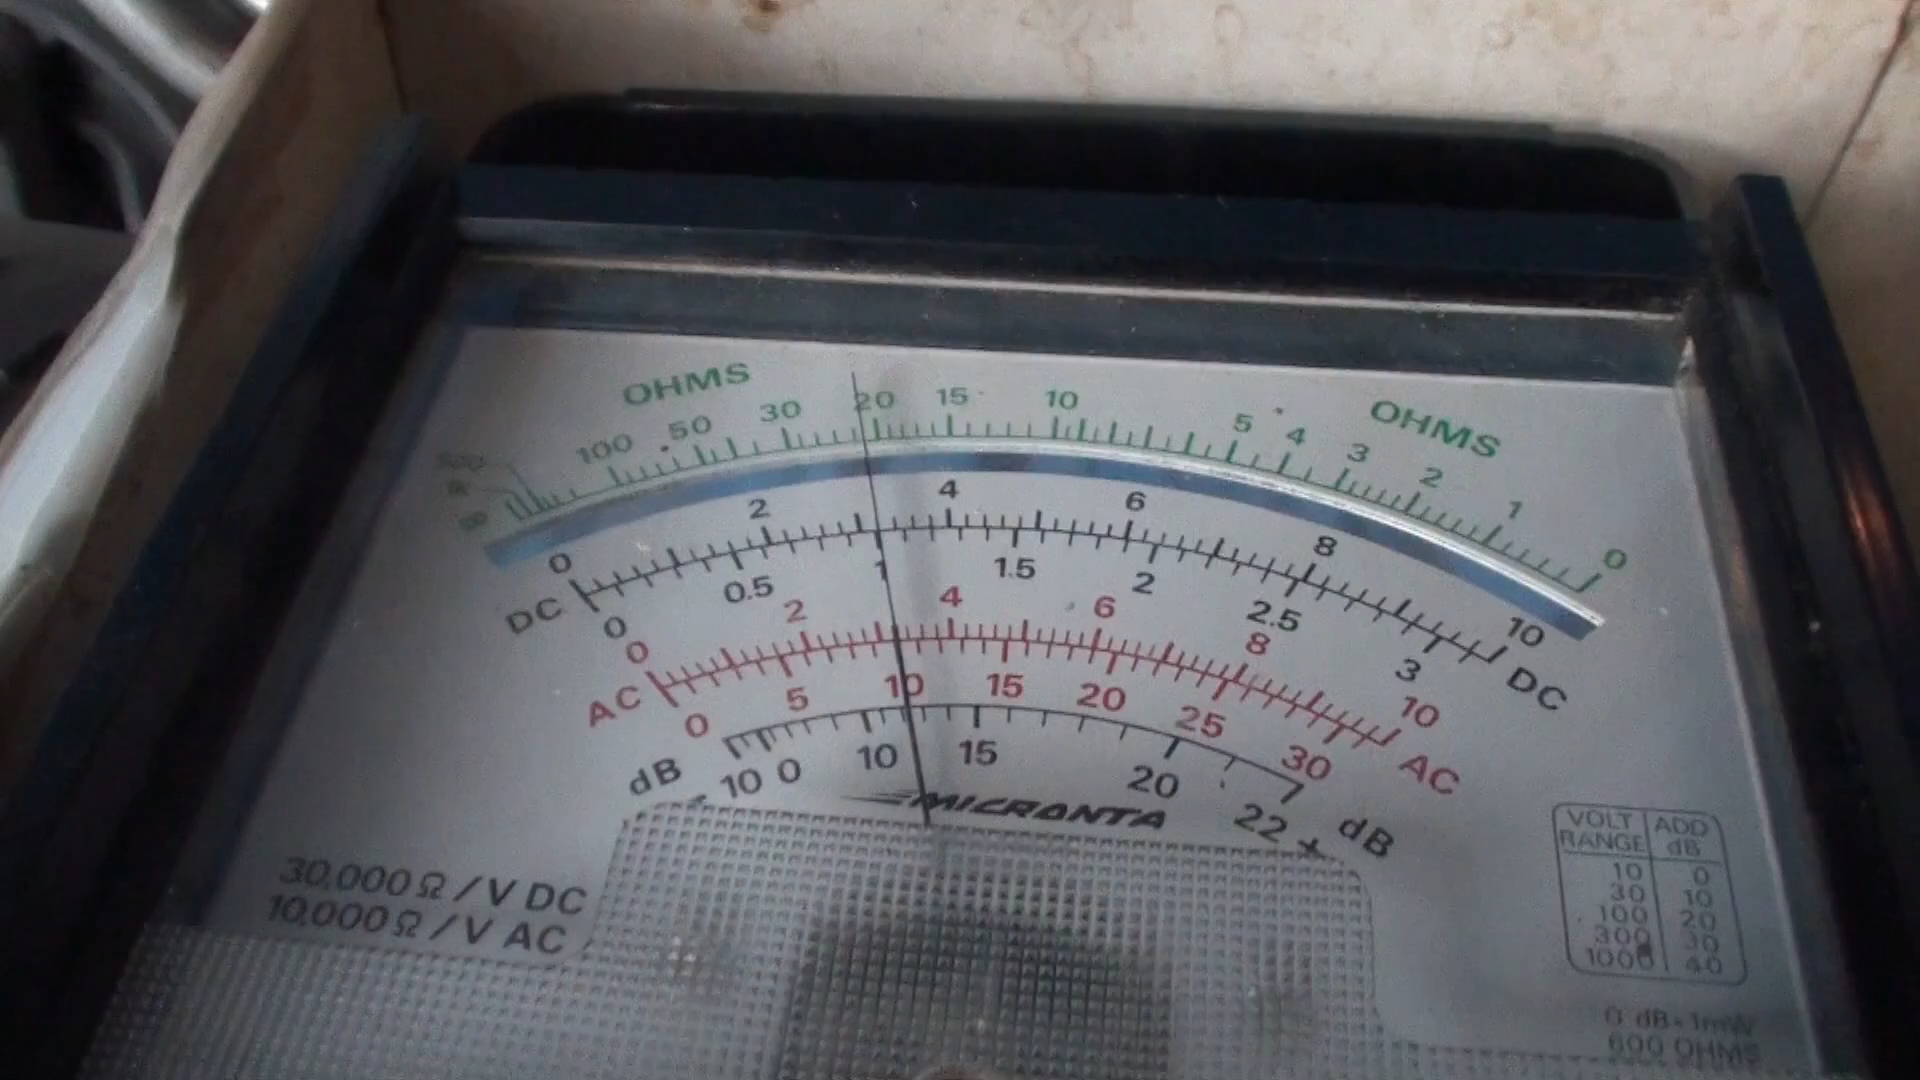 OHMS OHMS
∞ 100 50 30 20 15 10 5 4 3 2 1 0
0 2 4 6 8 10
DC DC
0 0.5 1 1.5 2 2.5 3
0 2 4 6 8 10
AC AC
0 5 10 15 20 25 30
dB dB
- 10 0 10 15 20 22 +
MICRONTA
30,000Ω/V DC
10,000Ω/V AC
VOLT RANGE ADD dB
10 0
30 10
100 20
300 30
1000 40
0 dB=1mW
600 OHMS